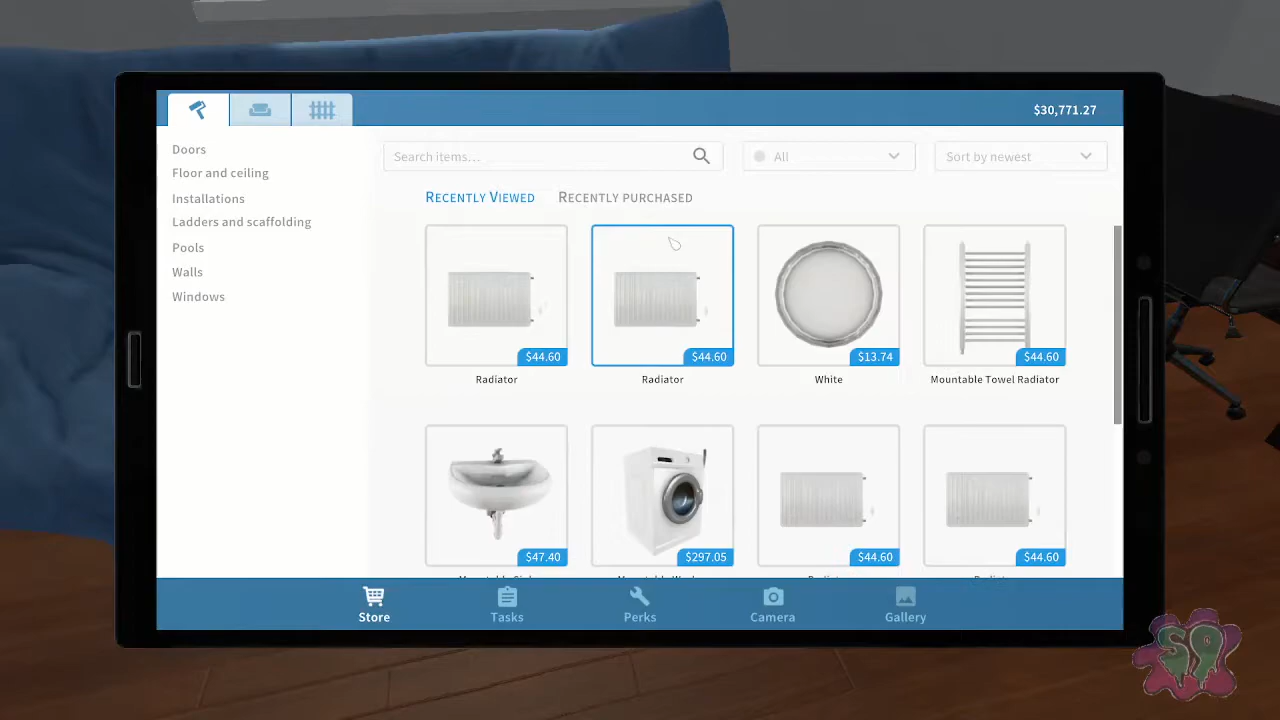 $30,771.27
Doors
Floor and ceiling
Installations
Ladders and scaffolding
Pools
Walls
Windows
Search items...
All
Sort by newest
RECENTLY VIEWED
RECENTLY PURCHASED
$44.60
$44.60
$13.74
$44.60
Radiator
Radiator
White
Mountable Towel Radiator
$47.40
$297.05
$44.60
$44.60
Store
Tasks
Perks
Camera
Gallery
SP